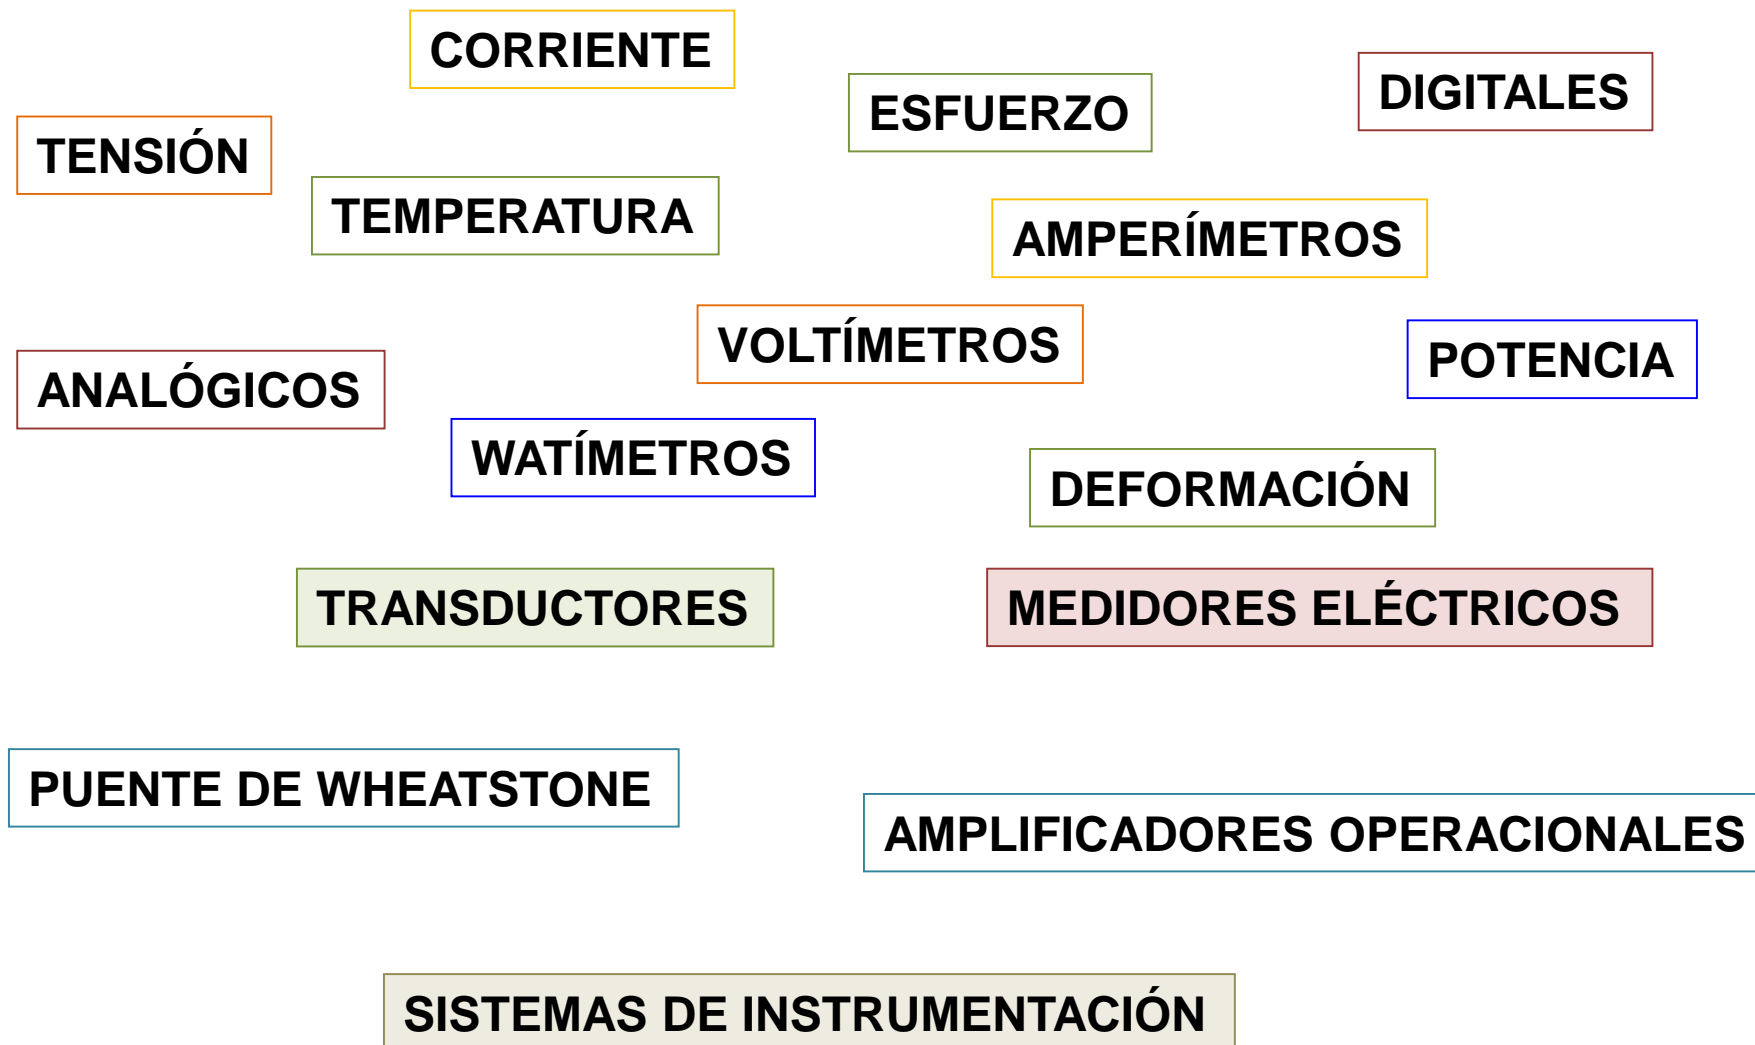 CORRIENTE
ESFUERZO
DIGITALES
TENSIÓN
TEMPERATURA
AMPERÍMETROS
VOLTÍMETROS
POTENCIA
ANALÓGICOS
WATÍMETROS
DEFORMACIÓN
TRANSDUCTORES
MEDIDORES ELÉCTRICOS
PUENTE DE WHEATSTONE
AMPLIFICADORES OPERACIONALES
SISTEMAS DE INSTRUMENTACIÓN